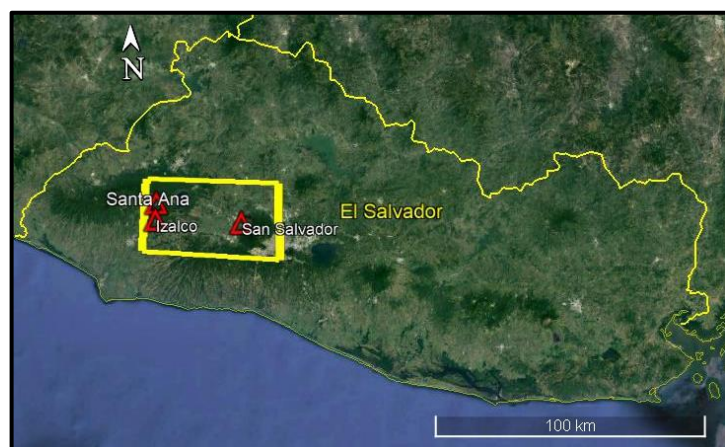 N
Santa Ana
Izalco
San Salvador
El Salvador
100 km